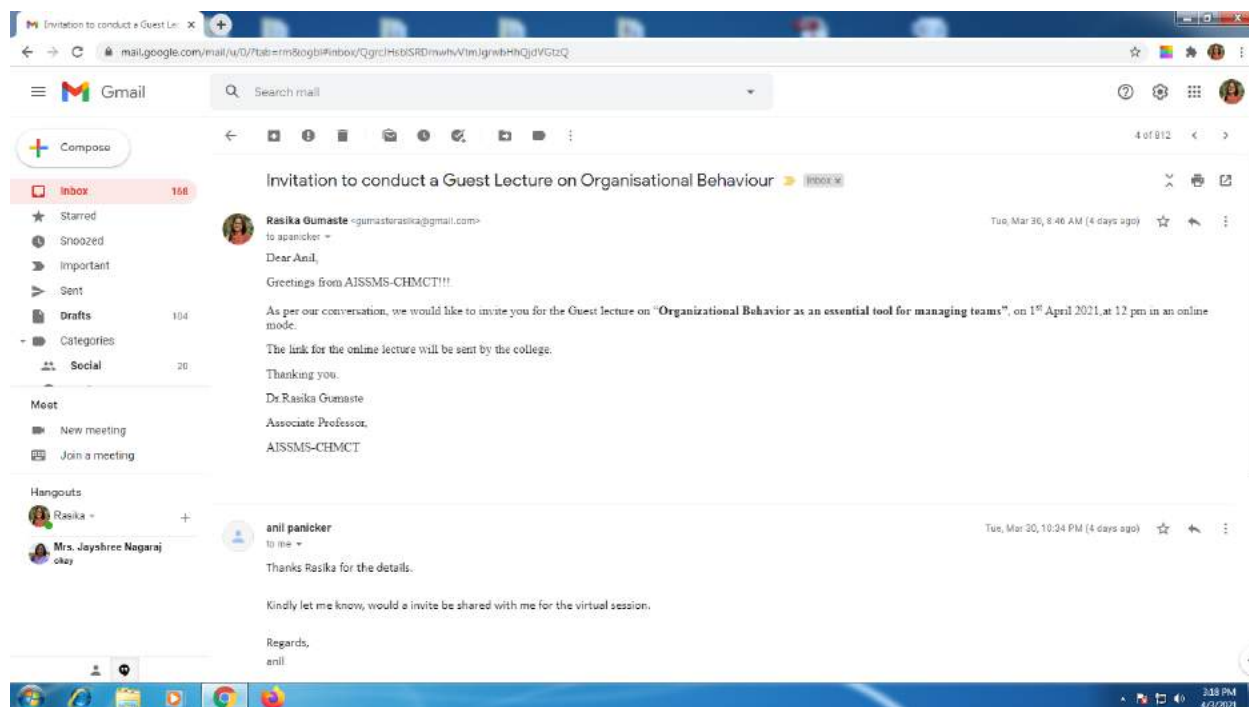 Invitation to conduct a Guest Le
mail.google.com/mail/u/0/?tab=rm&ogbl#inbox/
Gmail
Search mail
Compose
4 of 812
Inbox 168
Starred
Snoozed
Important
Sent
Drafts 104
Categories
Social 20
Meet
New meeting
Join a meeting
Hangouts
Rasika
Mrs. Jayshree Nagaraj
okay
Invitation to conduct a Guest Lecture on Organisational Behaviour Inbox x
Rasika Gumaste <gumasterasika@gmail.com> Tue, Mar 30, 8:46 AM (4 days ago)
to apanicker
Dear Anil,
Greetings from AISSMS-CHMCT!!!
As per our conversation, we would like to invite you for the Guest lecture on “Organizational Behavior as an essential tool for managing teams”, on 1st April 2021,at 12 pm in an online
mode.
The link for the online lecture will be sent by the college.
Thanking you.
Dr.Rasika Gumaste
Associate Professor,
AISSMS-CHMCT
anil panicker Tue, Mar 30, 10:34 PM (4 days ago)
to me
Thanks Rasika for the details.
Kindly let me know, would a invite be shared with me for the virtual session.
Regards,
anil
3:18 PM
4/3/2021